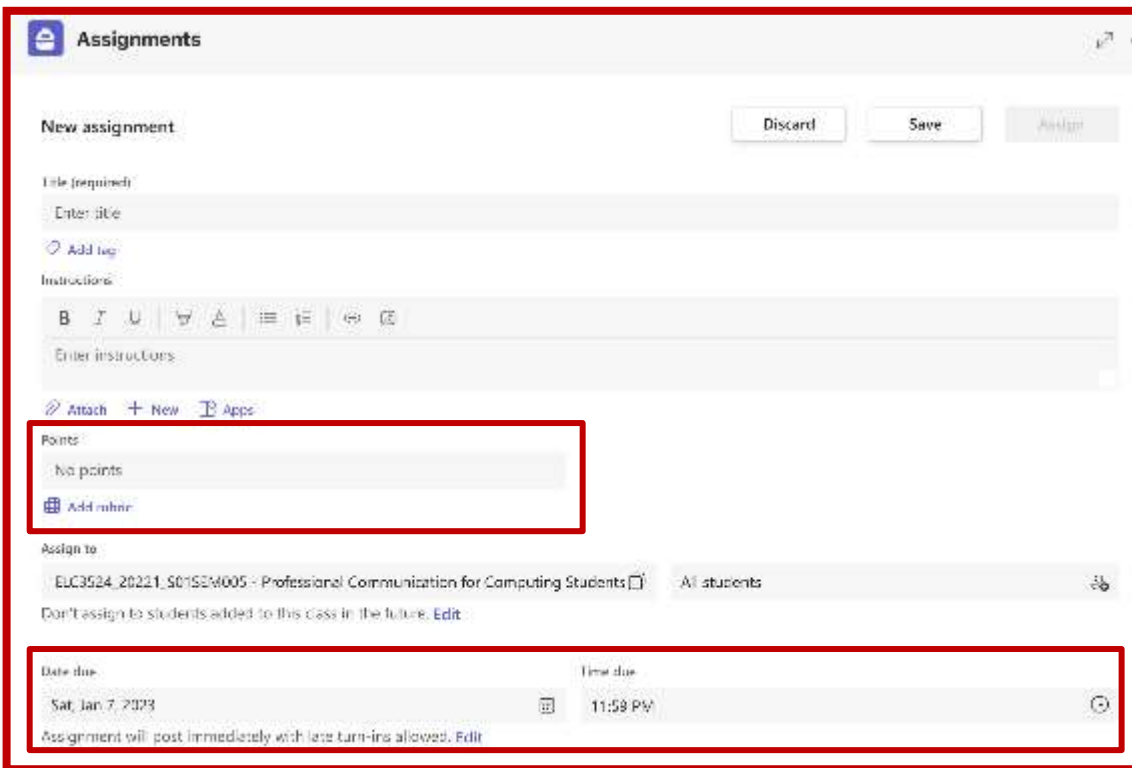 Assignments
New assignment
Discard
Save
Assign
Title (required)
Enter title
Add tag
Instructions
B I U A
Enter instructions
Attach + New Apps
Points
No points
Add rubric
Assign to
ELC3524_20221_S01SEM005 - Professional Communication for Computing Students
All students
Don't assign to students added to this class in the future. Edit
Date due
Time due
Sat, Jan 7, 2023
11:59 PM
Assignment will post immediately with late turn-ins allowed. Edit